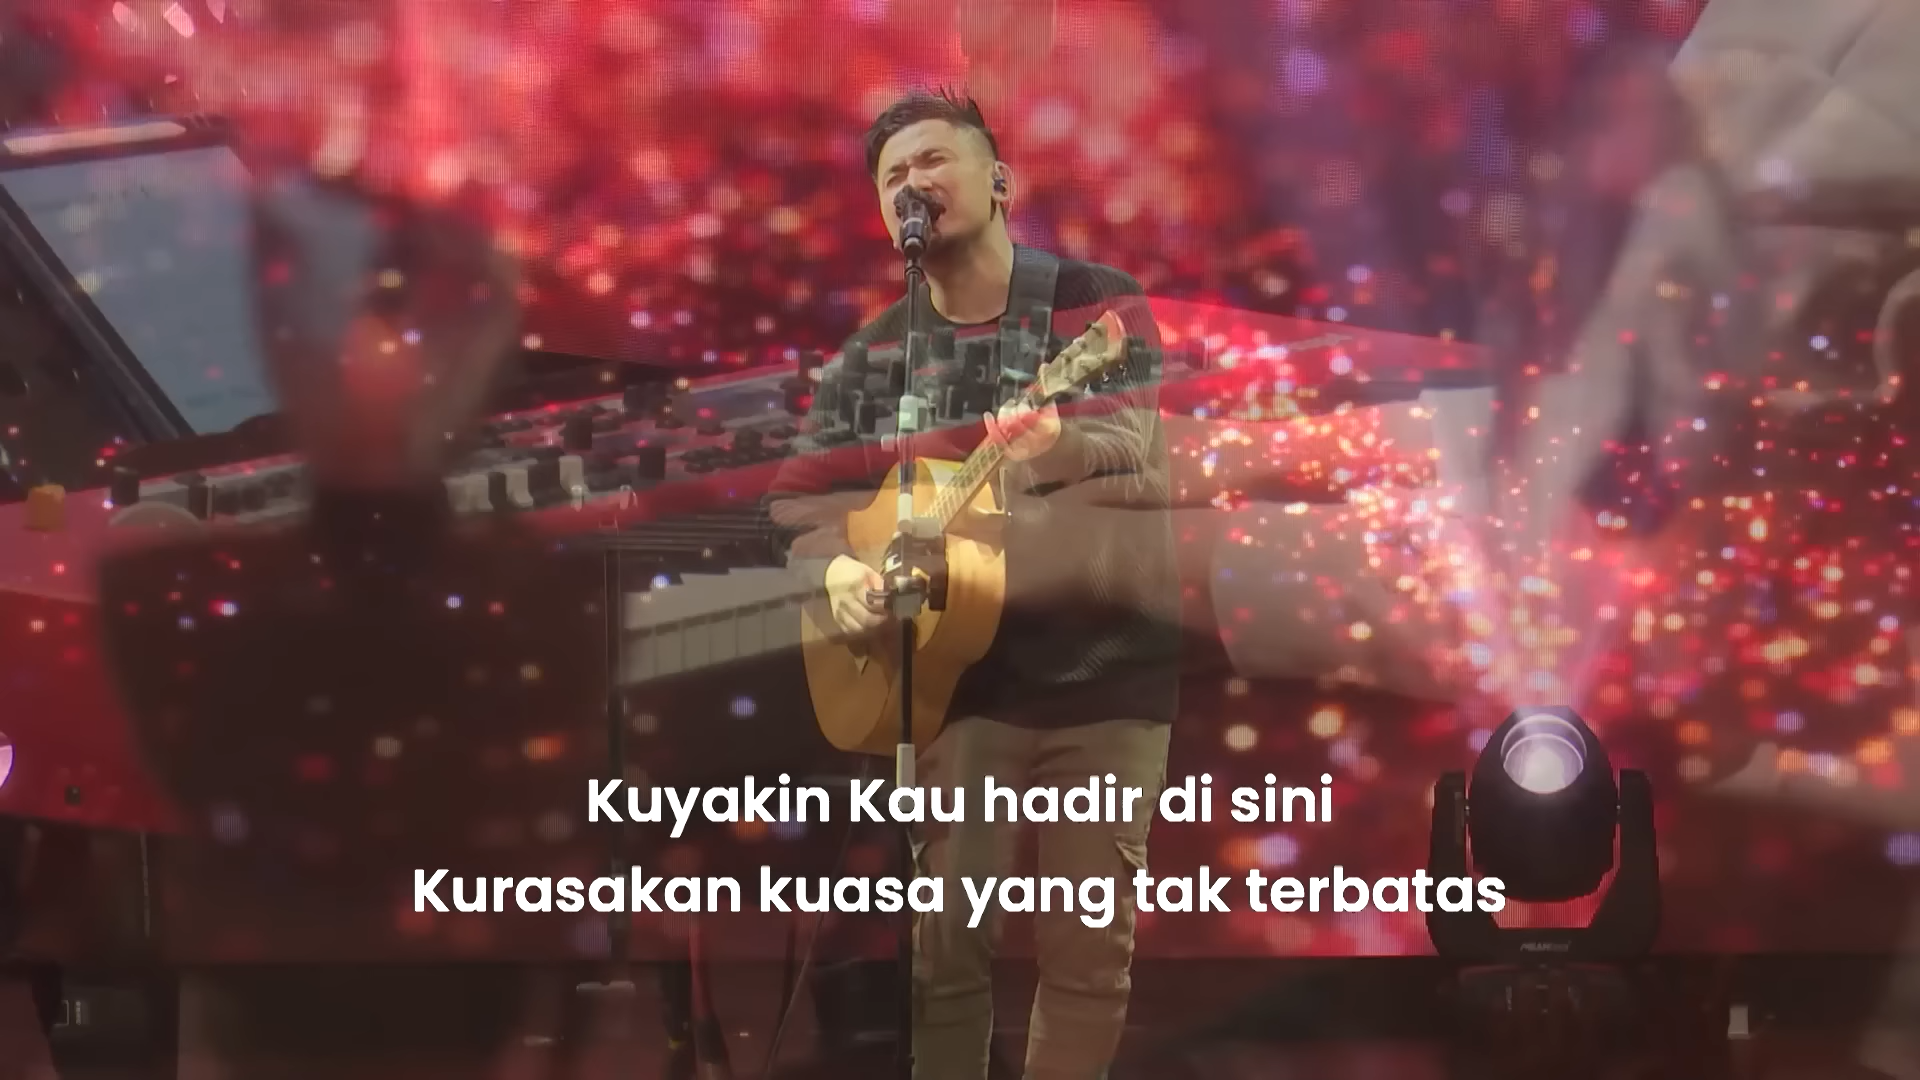 Kuyakin Kau hadir di sini
Kurasakan kuasa yang tak terbatas